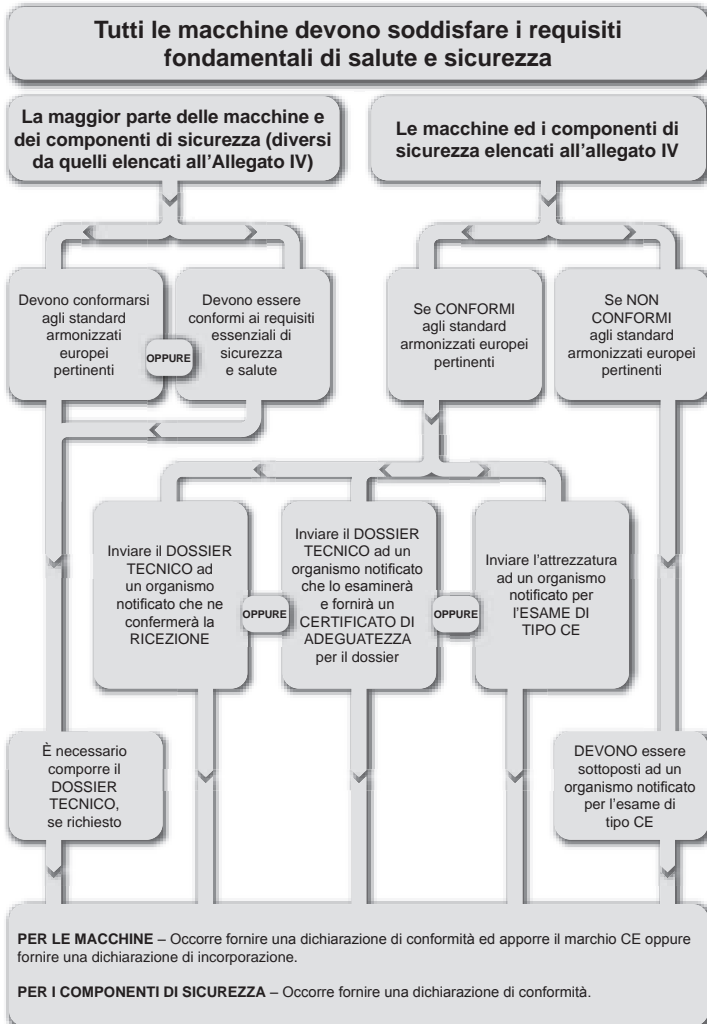 Tutti le macchine devono soddisfare i requisiti
fondamentali di salute e sicurezza
La maggior parte delle macchine e
dei componenti di sicurezza (diversi
da quelli elencati all'Allegato IV)
Le macchine ed i componenti di
sicurezza elencati all'allegato IV
Devono conformarsi
agli standard
armonizzati
europei
pertinenti
OPPURE
Devono essere
conformi ai requisiti
essenziali di
sicurezza
e salute
Se CONFORMI
agli standard
armonizzati europei
pertinenti
Se NON
CONFORMI
agli standard
armonizzati europei
pertinenti
Inviare il DOSSIER
TECNICO ad
un organismo
notificato che ne
confermerà la
RICEZIONE
OPPURE
Inviare il DOSSIER
TECNICO ad un
organismo notificato
che lo esaminerà
e fornirà un
CERTIFICATO DI
ADEGUATEZZA
per il dossier
OPPURE
Inviare l'attrezzatura
ad un organismo
notificato per
l'ESAME DI
TIPO CE
È necessario
comporre il
DOSSIER
TECNICO,
se richiesto
DEVONO essere
sottoposti ad un
organismo notificato
per l'esame di
tipo CE
PER LE MACCHINE – Occorre fornire una dichiarazione di conformità ed apporre il marchio CE oppure
fornire una dichiarazione di incorporazione.
PER I COMPONENTI DI SICUREZZA – Occorre fornire una dichiarazione di conformità.